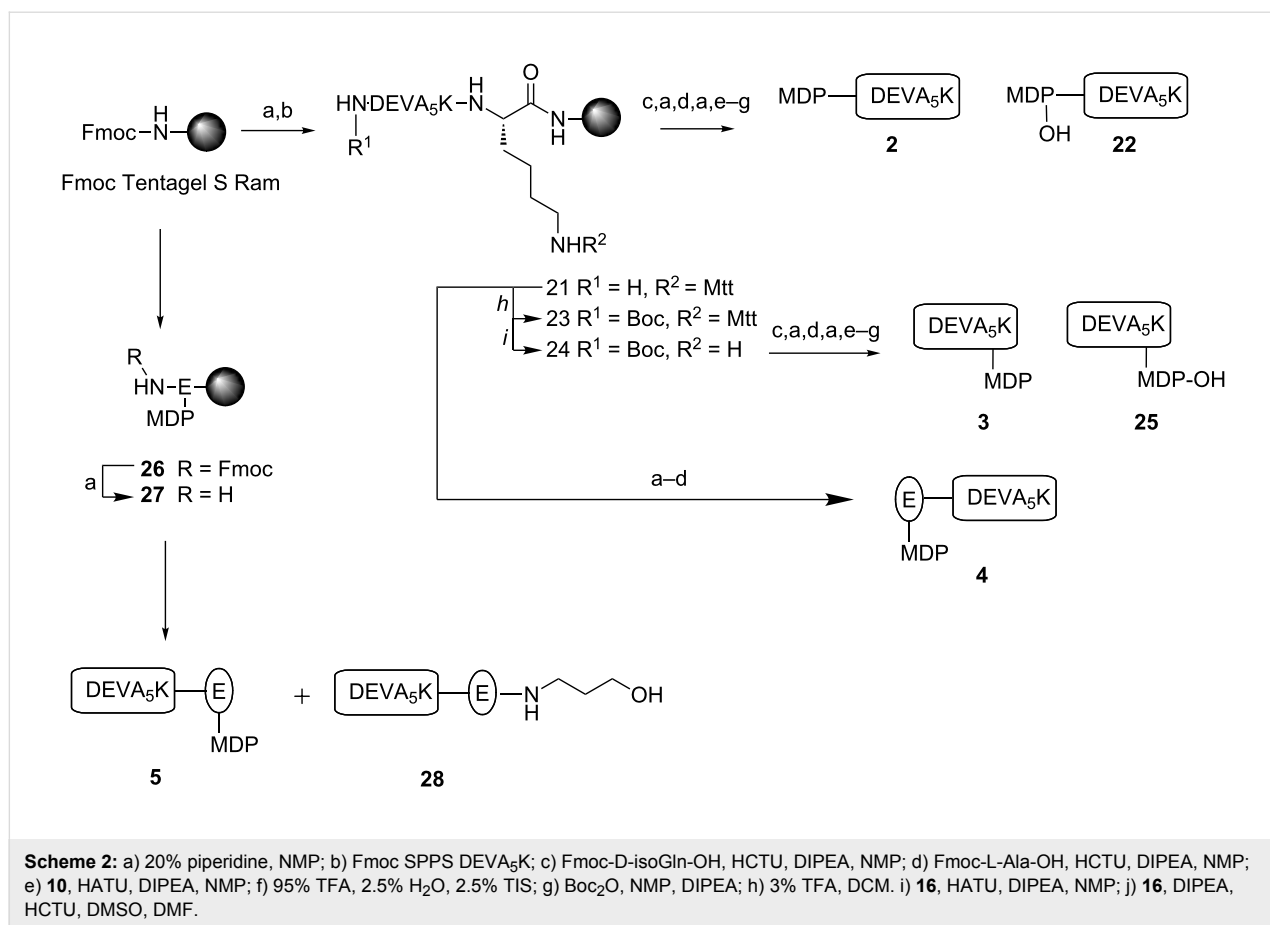 Fmoc–N
H
a,b
Fmoc Tentagel S Ram
HN–DEVA5K–N
H
R1
O
N
H
NHR2
c,a,d,a,e–g
MDP
DEVA5K
2
MDP
OH
DEVA5K
22
21 R1 = H, R2 = Mtt
h
23 R1 = Boc, R2 = Mtt
i
24 R1 = Boc, R2 = H
c,a,d,a,e–g
DEVA5K
MDP
3
DEVA5K
MDP-OH
25
R
HN–E
MDP
26 R = Fmoc
a
27 R = H
a–d
E
DEVA5K
MDP
4
DEVA5K
E
MDP
5
+
DEVA5K
E
N
H
OH
28
Scheme 2: a) 20% piperidine, NMP; b) Fmoc SPPS DEVA5K; c) Fmoc-D-isoGln-OH, HCTU, DIPEA, NMP; d) Fmoc-L-Ala-OH, HCTU, DIPEA, NMP;
e) 10, HATU, DIPEA, NMP; f) 95% TFA, 2.5% H2O, 2.5% TIS; g) Boc2O, NMP, DIPEA; h) 3% TFA, DCM. i) 16, HATU, DIPEA, NMP; j) 16, DIPEA,
HCTU, DMSO, DMF.